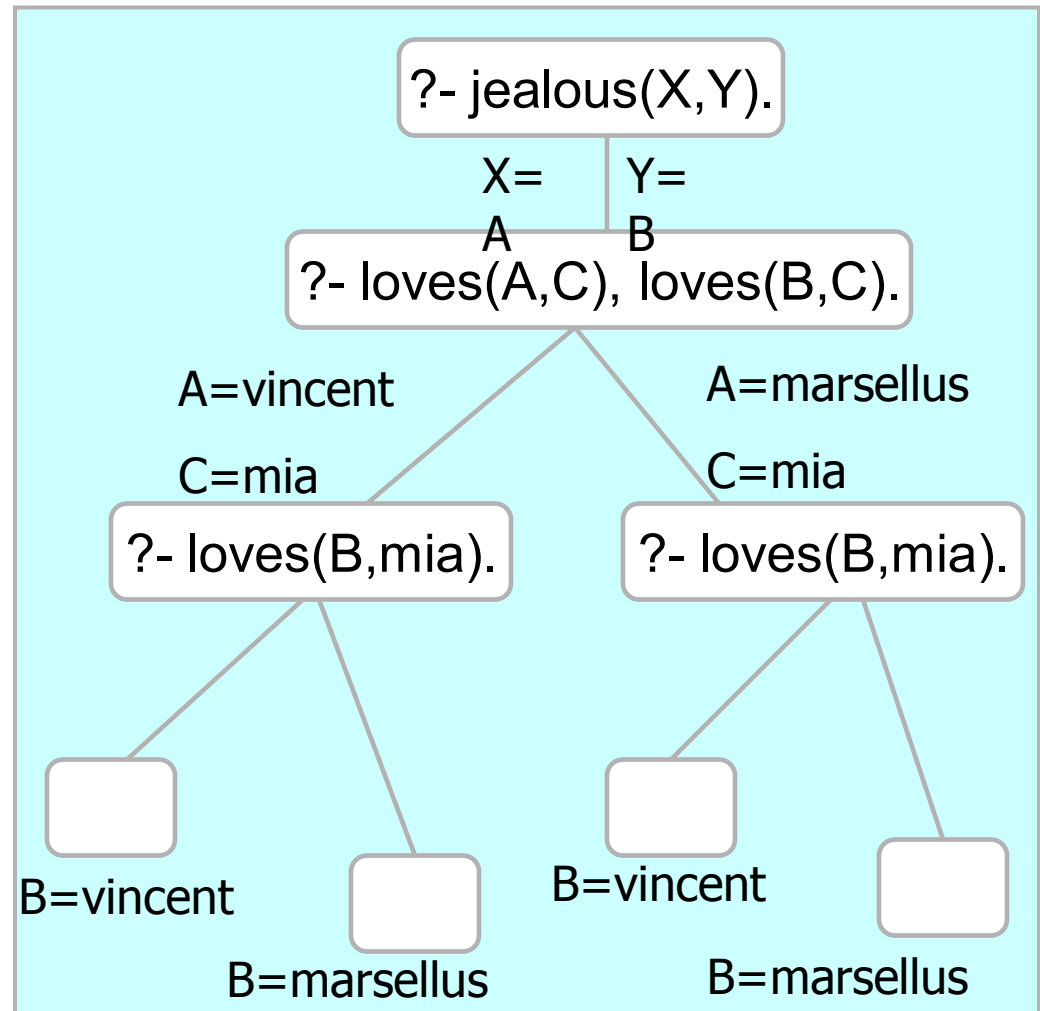 ?- jealous(X,Y).
X= Y=
A B
?- loves(A,C), loves(B,C).
A=vincent A=marsellus
C=mia C=mia
?- loves(B,mia). ?- loves(B,mia).
B=vincent B=vincent
B=marsellus B=marsellus